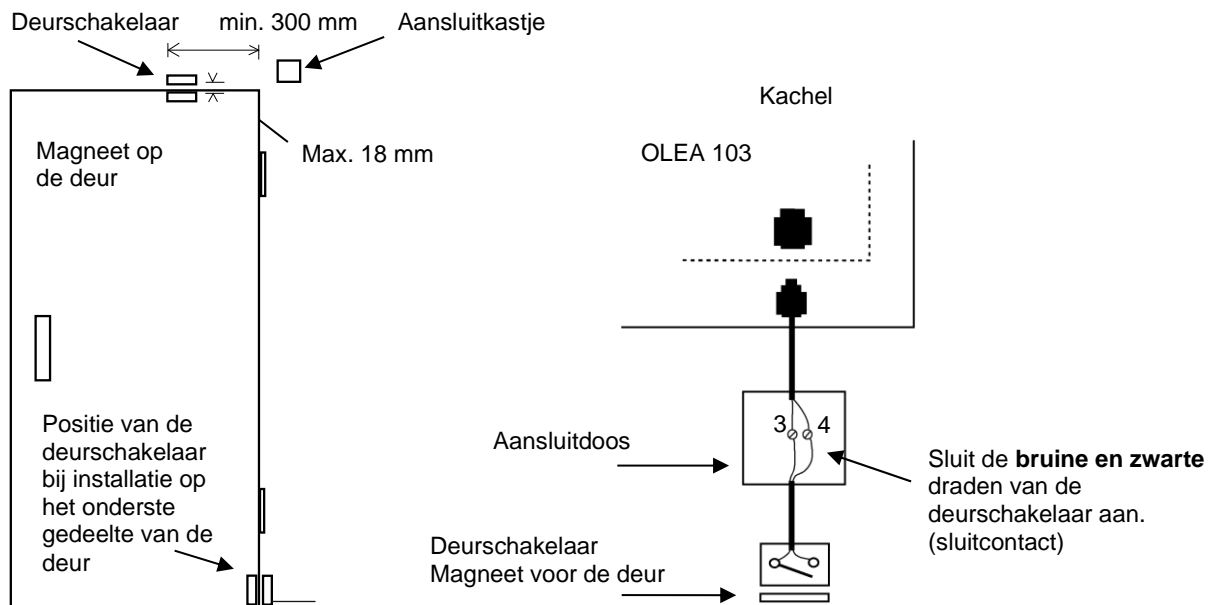 Deurschakelaar
min. 300 mm
Aansluitkastje
Magneet op
de deur
Max. 18 mm
Positie van de
deurschakelaar
bij installatie op
het onderste
gedeelte van de
deur
Kachel
OLEA 103
3 4
Aansluitdoos
Sluit de bruine en zwarte
draden van de
deurschakelaar aan.
(sluitcontact)
Deurschakelaar
Magneet voor de deur